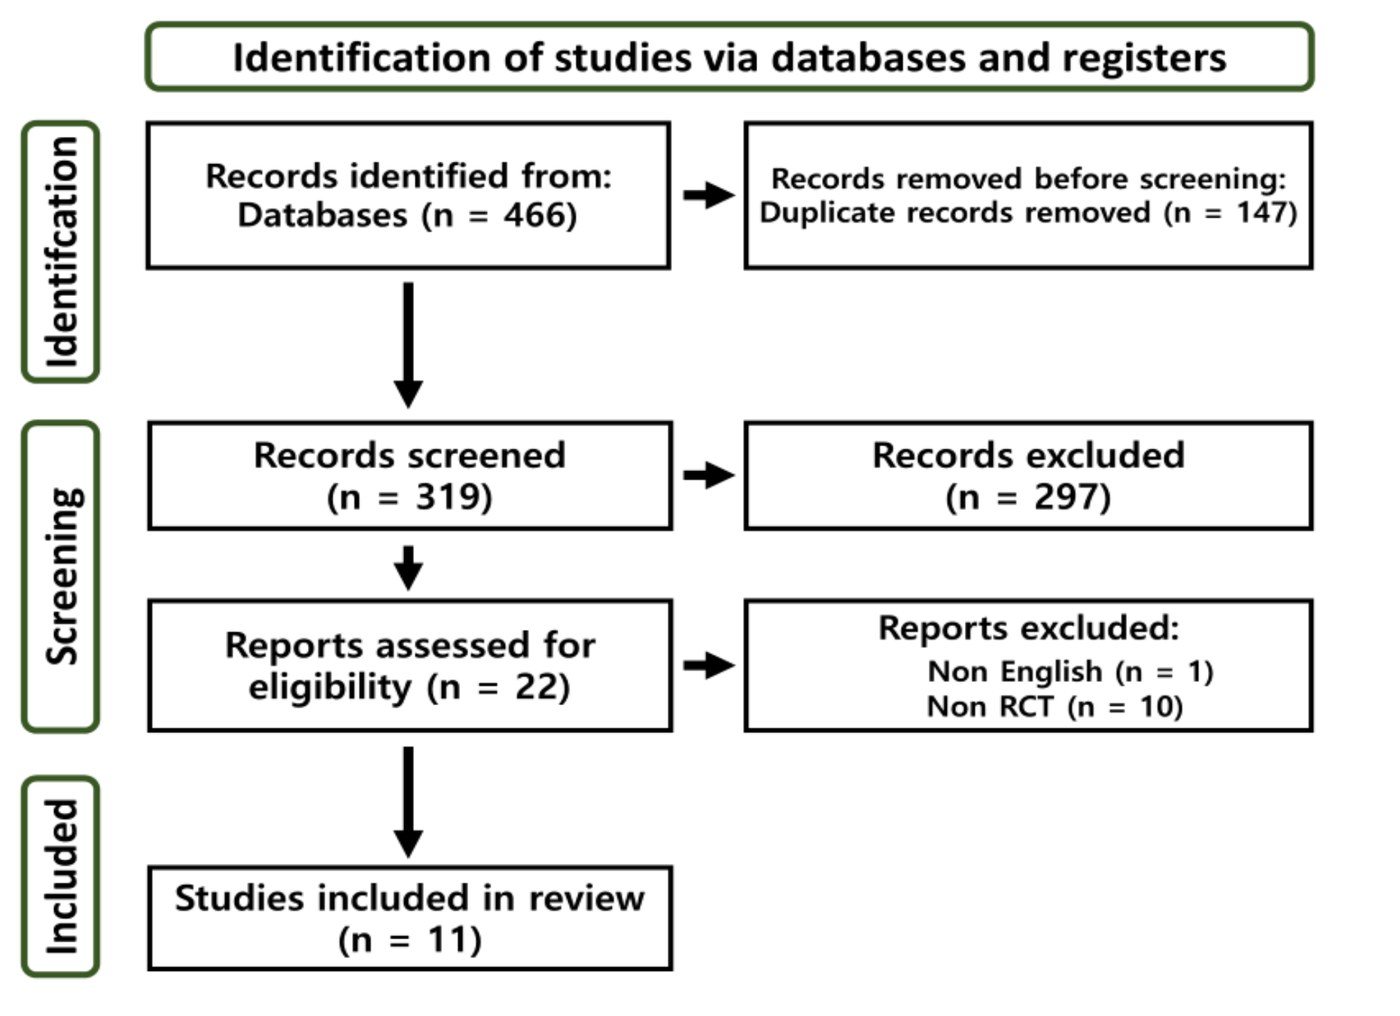 Identification of studies via databases and registers
Identifcation
Records identified from:
Databases (n = 466)
Records removed before screening:
Duplicate records removed (n = 147)
Screening
Records screened
(n = 319)
Records excluded
(n = 297)
Reports assessed for
eligibility (n = 22)
Reports excluded:
Non English (n = 1)
Non RCT (n = 10)
Included
Studies included in review
(n = 11)